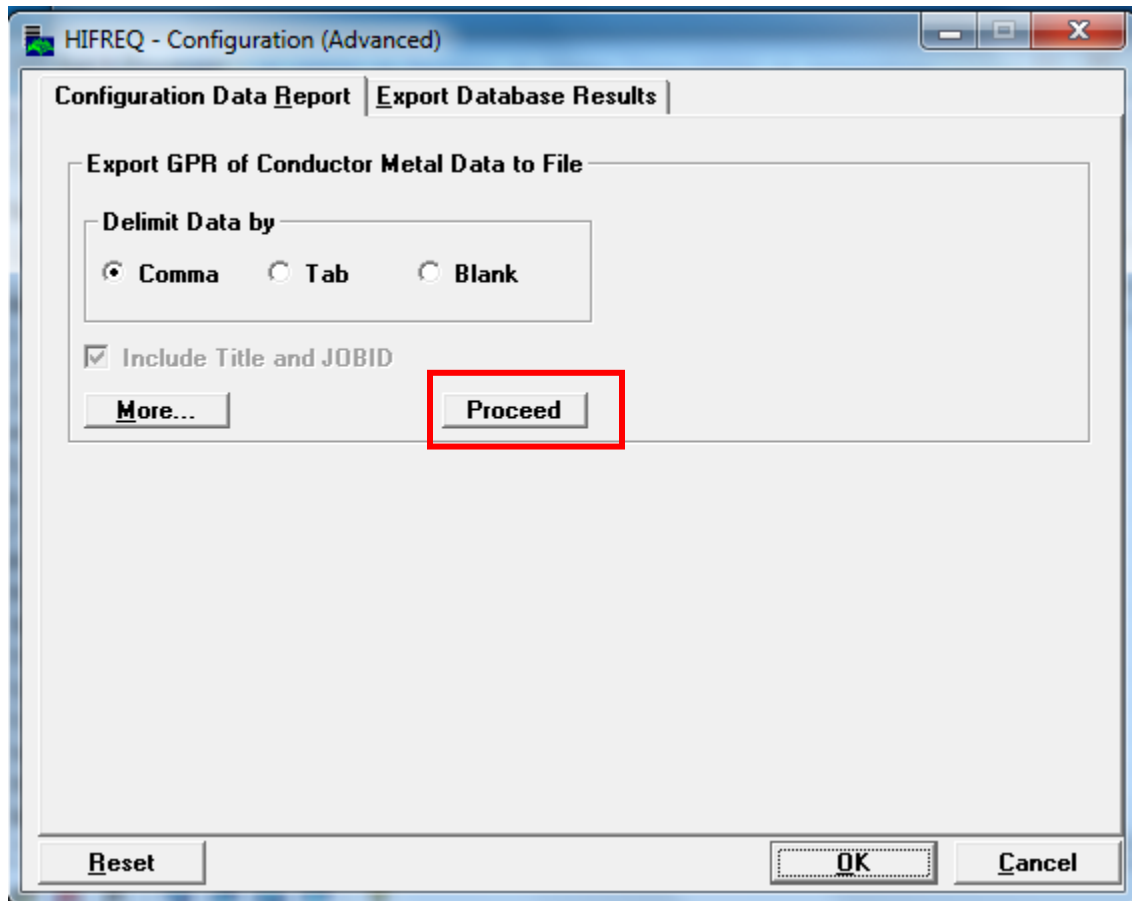 HIFREQ - Configuration (Advanced)
Configuration Data Report Export Database Results
Export GPR of Conductor Metal Data to File
Delimit Data by
Comma Tab Blank
Include Title and JOBID
More... Proceed
Reset OK Cancel